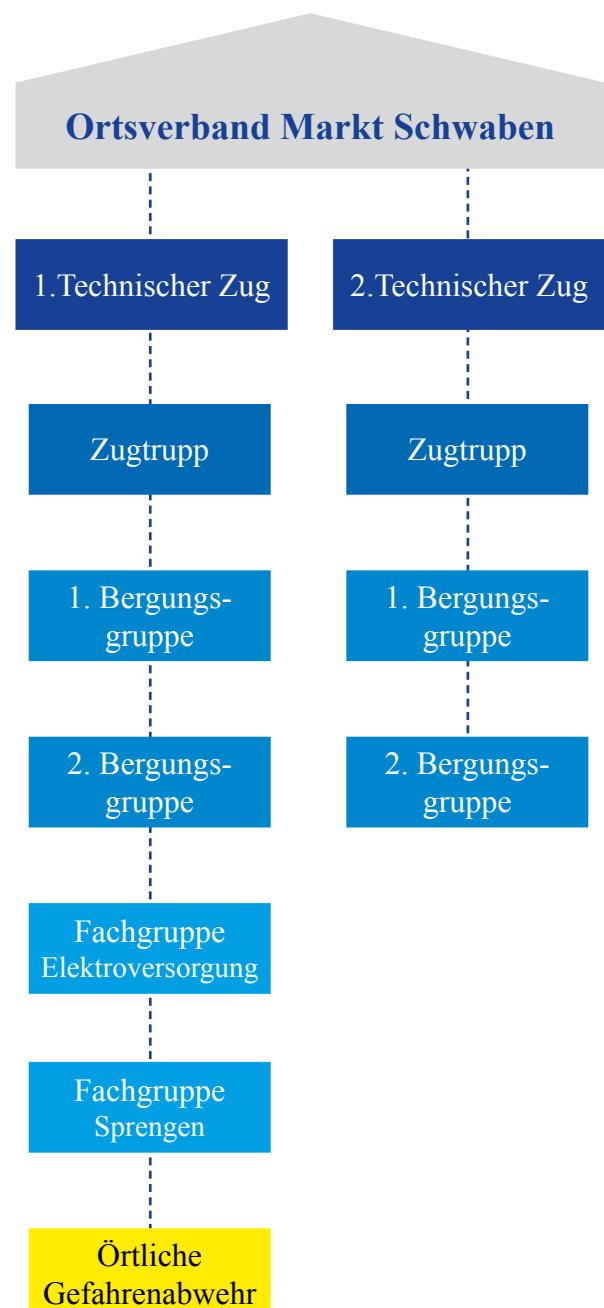 Ortsverband Markt Schwaben
1.Technischer Zug
Zugtrupp
1. Bergungs-
gruppe
2. Bergungs-
gruppe
Fachgruppe
Elektroversorgung
Fachgruppe
Sprengen
Örtliche
Gefahrenabwehr
2.Technischer Zug
Zugtrupp
1. Bergungs-
gruppe
2. Bergungs-
gruppe